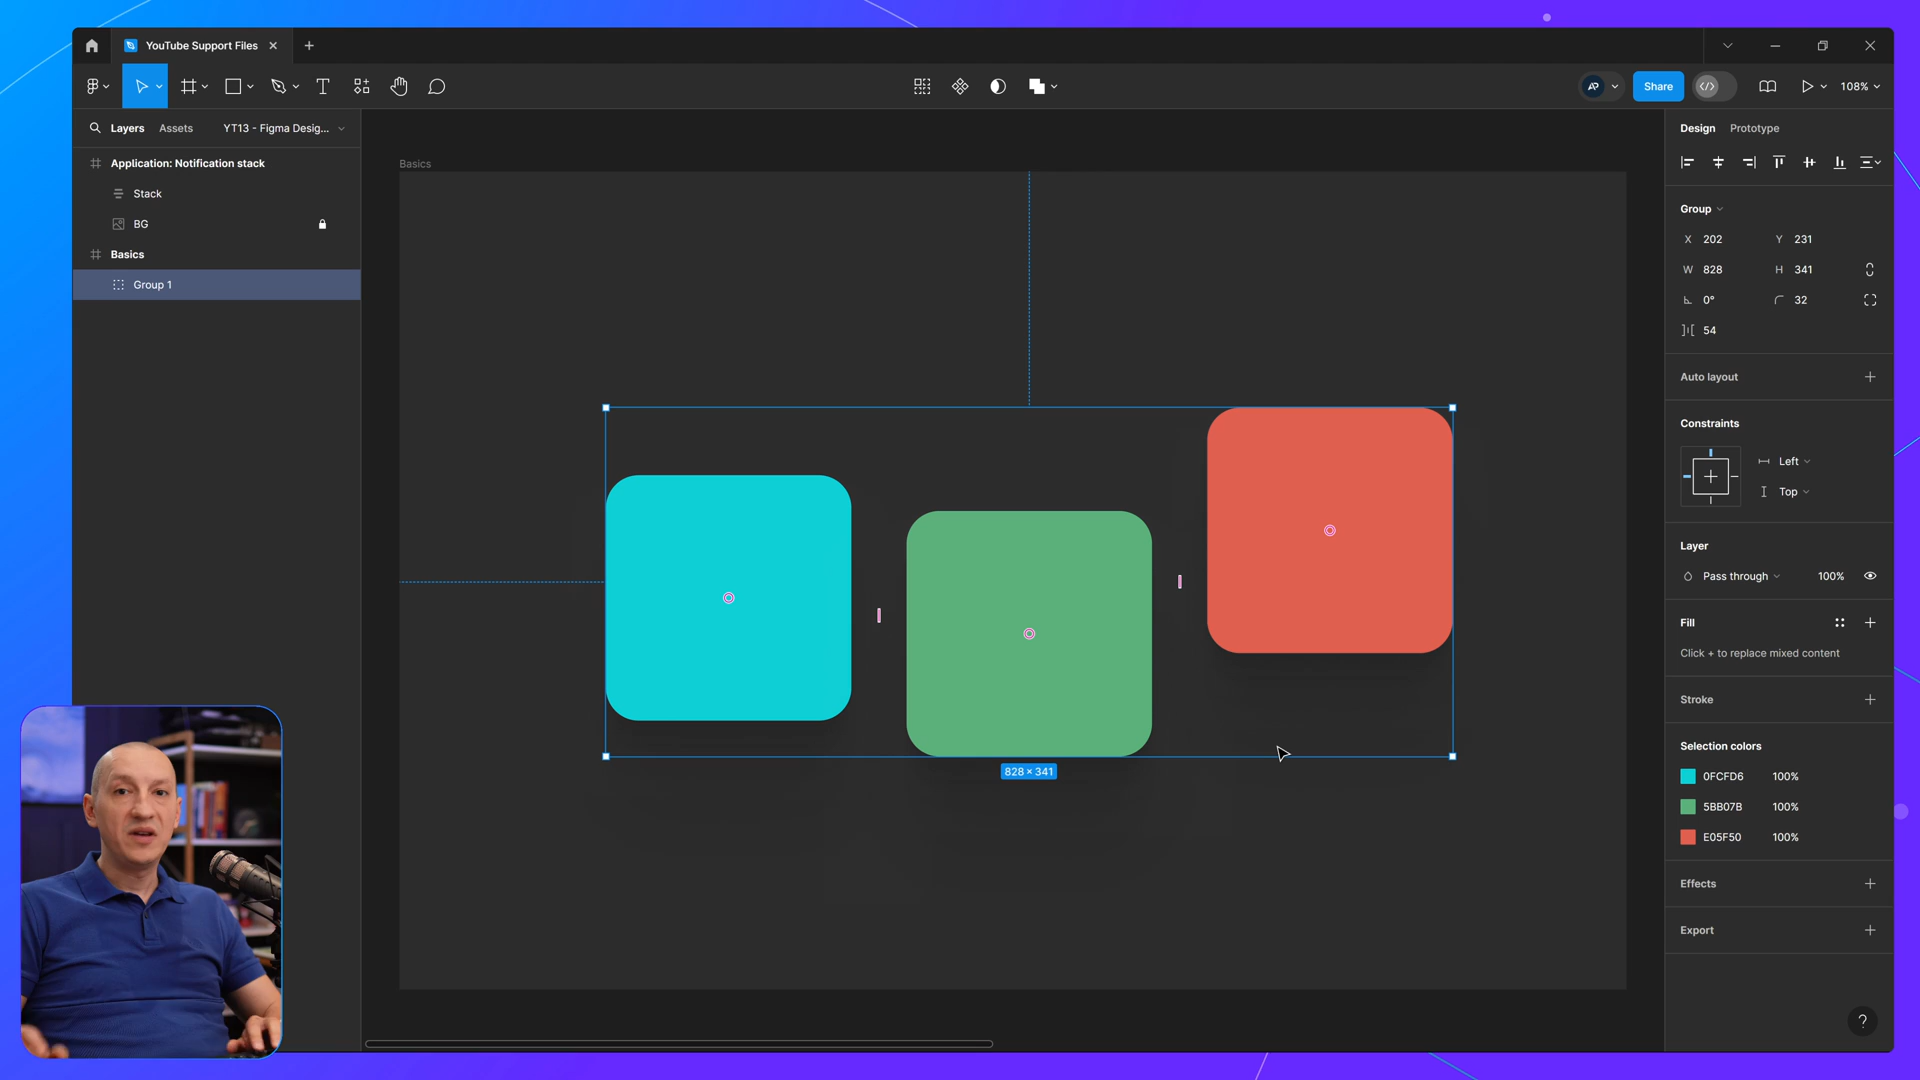 YouTube Support Files
AP
Share
108%
Layers
Assets
YT13 - Figma Desig...
Application: Notification stack
Stack
BG
Basics
Group 1
Basics
828 × 341
Design
Prototype
Group
X 202
Y 231
W 828
H 341
0°
32
54
Auto layout
Constraints
Left
Top
Layer
Pass through
100%
Fill
Click + to replace mixed content
Stroke
Selection colors
0FCFD6 100%
5BB07B 100%
E05F50 100%
Effects
Export
?